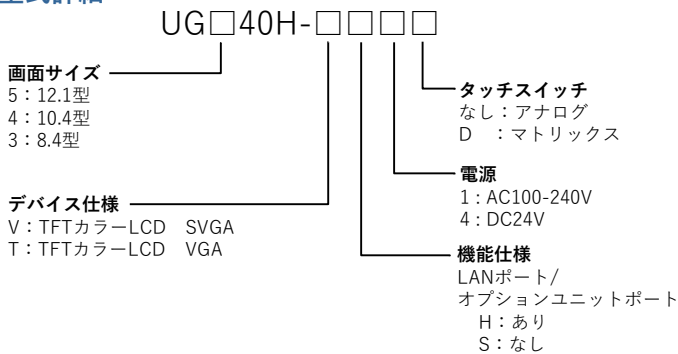 型式詳細
UG□40H-□□□□
画面サイズ
5：12.1型
4：10.4型
3：8.4型
デバイス仕様
V：TFTカラーLCD　SVGA
T：TFTカラーLCD　VGA
タッチスイッチ
なし：アナログ
D　：マトリックス
電源
1：AC100-240V
4：DC24V
機能仕様
LANポート/
オプションユニットポート
H：あり
S：なし